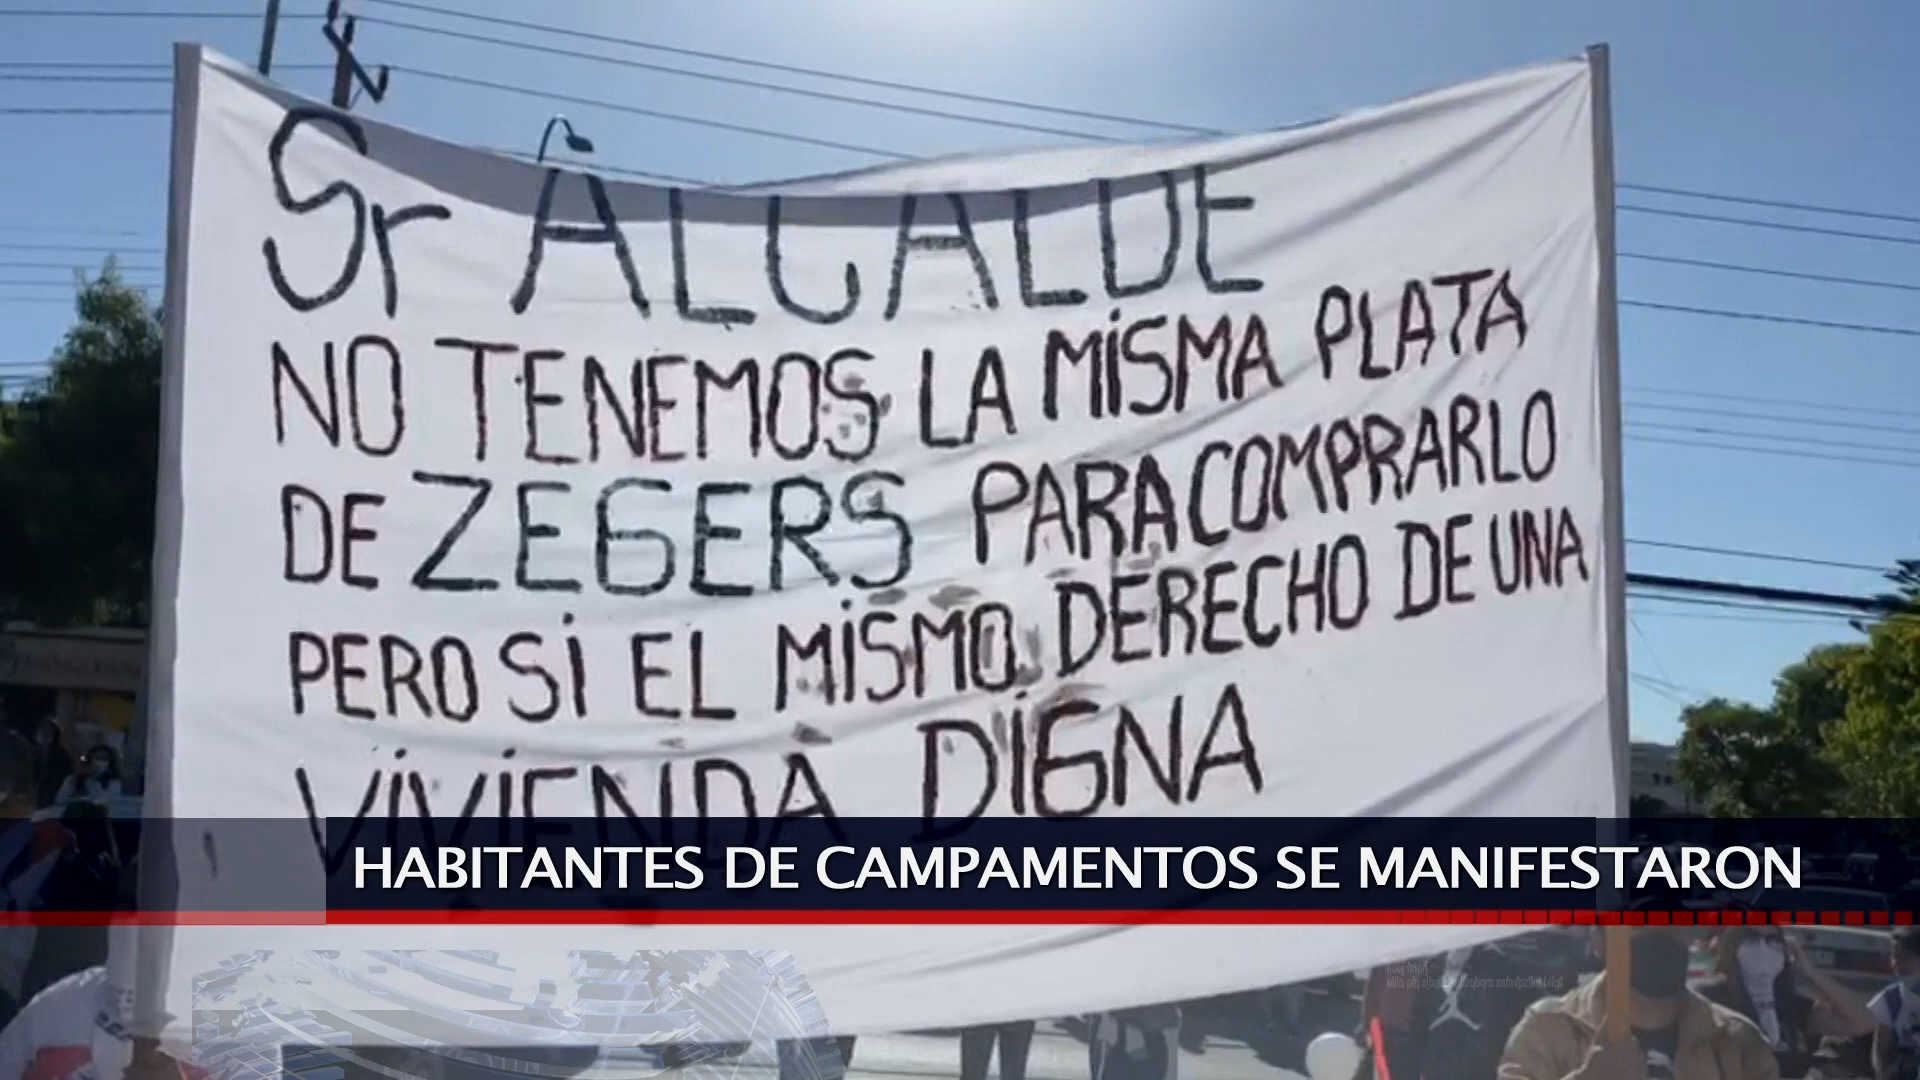 Sr ALCALDE
NO TENEMOS LA MiSMA PLATA
DE ZEGERS PARA COMPRARLO
PERO Si EL MiSMO DERECHO DE UNA
ViViENDA DiGNA
HABITANTES DE CAMPAMENTOS SE MANIFESTARON